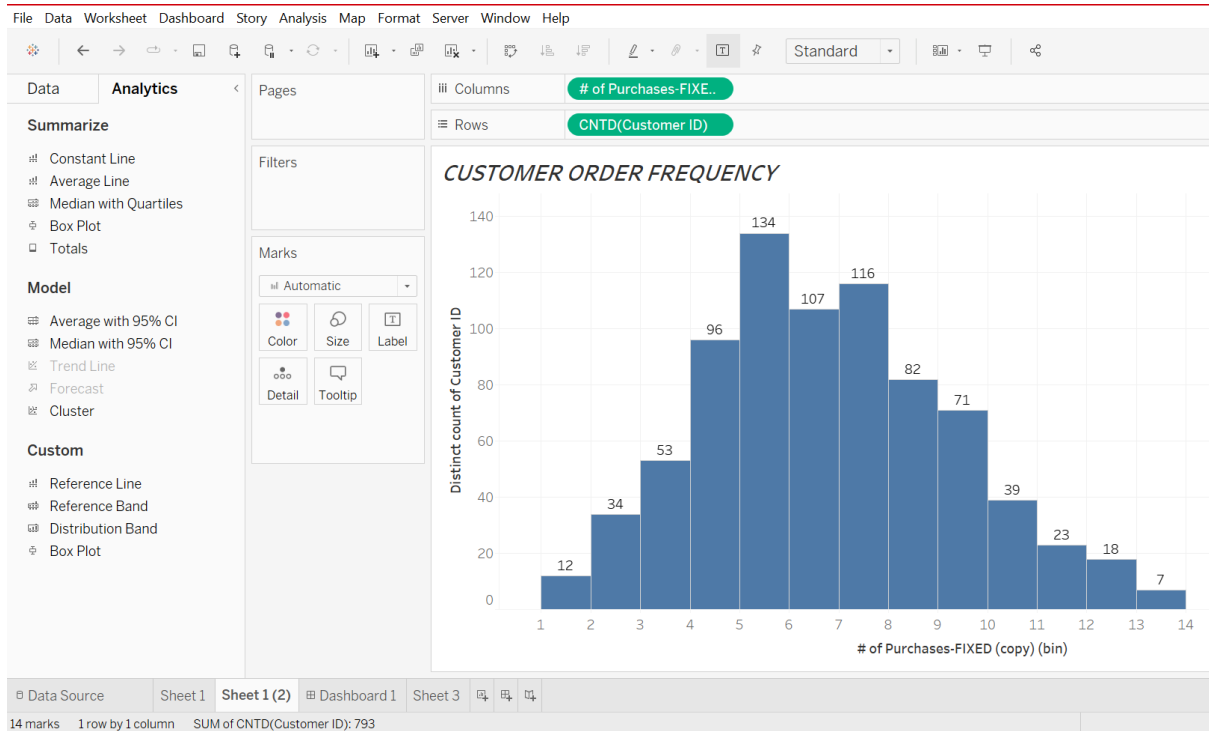 File Data Worksheet Dashboard Story Analysis Map Format Server Window Help
Standard
Data Analytics
Summarize
Constant Line
Average Line
Median with Quartiles
Box Plot
Totals
Model
Average with 95% CI
Median with 95% CI
Trend Line
Forecast
Cluster
Custom
Reference Line
Reference Band
Distribution Band
Box Plot
Pages
Filters
Marks
Automatic
Color Size Label
Detail Tooltip
Columns # of Purchases-FIXE..
Rows CNTD(Customer ID)
CUSTOMER ORDER FREQUENCY
Distinct count of Customer ID
140
120
100
80
60
40
20
0
12
34
53
96
134
107
116
82
71
39
23
18
7
1 2 3 4 5 6 7 8 9 10 11 12 13 14
# of Purchases-FIXED (copy) (bin)
Data Source Sheet 1 Sheet 1 (2) Dashboard 1 Sheet 3
14 marks 1 row by 1 column SUM of CNTD(Customer ID): 793